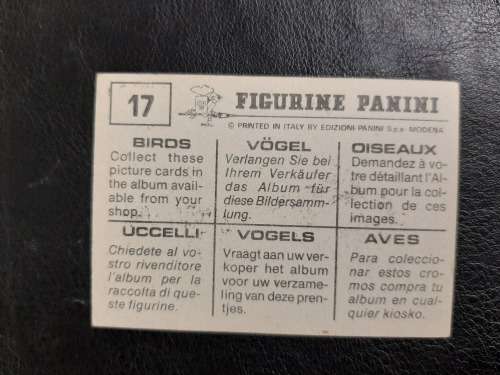 17
FIGURINE PANINI
© PRINTED IN ITALY BY EDIZIONI PANINI S.p.a - MODENA
BIRDS
Collect these
picture cards in
the album avail-
able from your
shop.
VÖGEL
Verlangen Sie bei
Ihrem Verkäufer
das Album für
diese Bildersamm-
lung.
OISEAUX
Demandez à vo-
tre détaillant l'Al-
bum pour la col-
lection de ces
images.
UCCELLI
Chiedete al vo-
stro rivenditore
l'album per la
raccolta di que-
ste figurine.
VOGELS
Vraagt aan uw ver-
koper het album
voor uw verzame-
ling van deze pren-
tjes.
AVES
Para coleccio-
nar estos cro-
mos compra tu
album en cual-
quier kiosko.